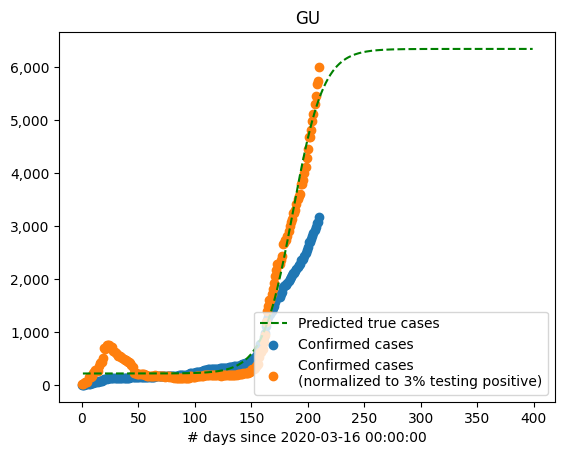 GU
6,000
5,000
4,000
3,000
2,000
1,000
0
Predicted true cases
Confirmed cases
Confirmed cases
(normalized to 3% testing positive)
0 50 100 150 200 250 300 350 400
# days since 2020-03-16 00:00:00